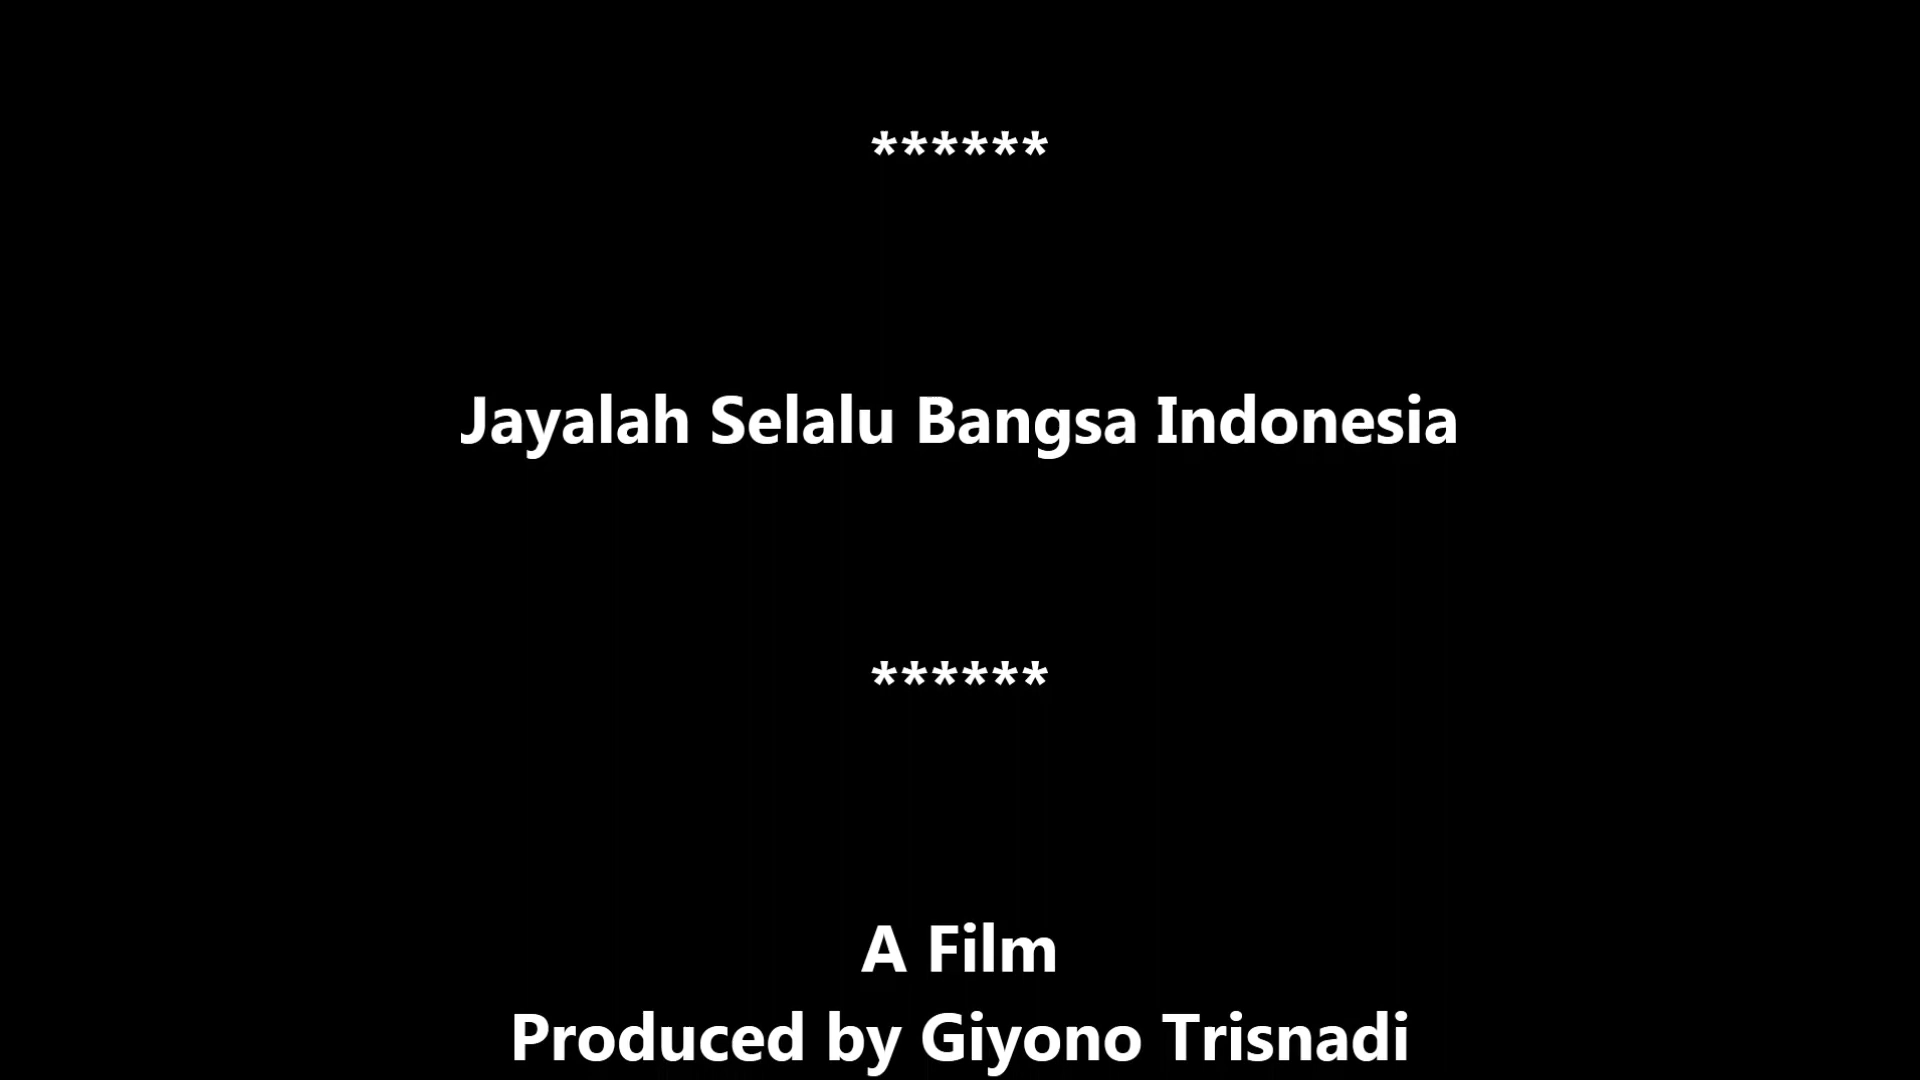 ******
Jayalah Selalu Bangsa Indonesia
******
A Film
Produced by Giyono Trisnadi